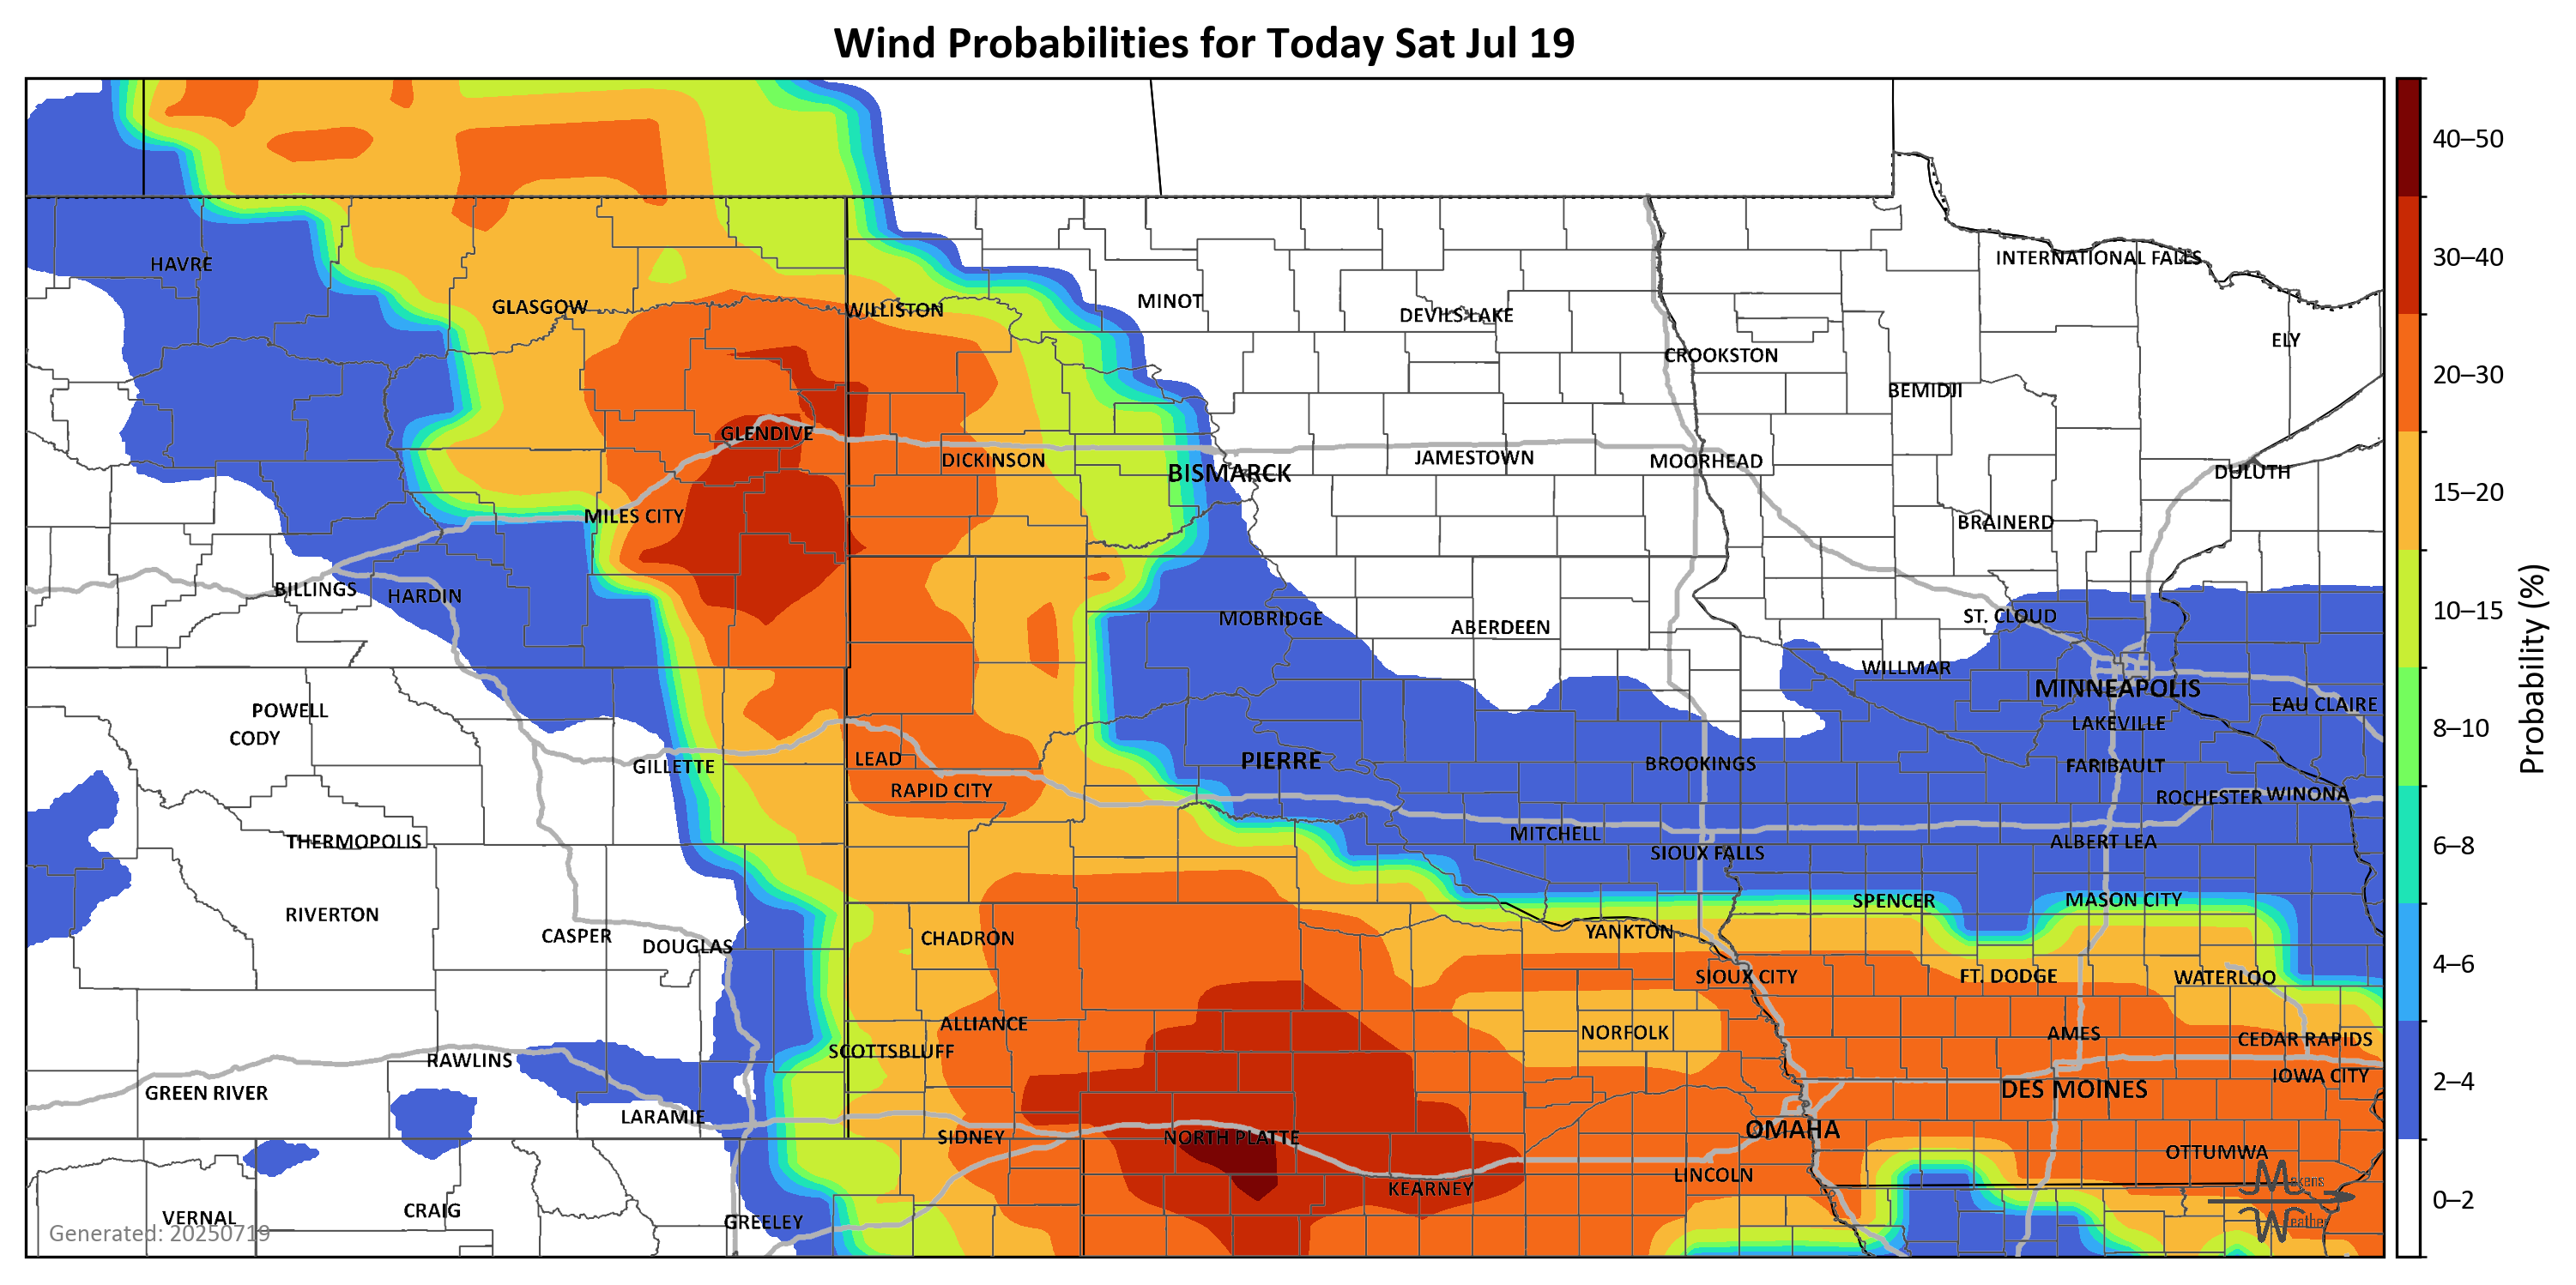 Wind Probabilities for Today Sat Jul 19
40–50
INTERNATIONAL FALLS
30–40
HAVRE
MINOT
GLASGOW
WILLISTON
DEVILS LAKE
ELY
CROOKSTON
20–30
BEMIDJI
GLENDIVE
DICKINSON
JAMESTOWN
MOORHEAD
BISMARCK
DULUTH
15–20
MILES CITY
BRAINERD
BILLINGS
HARDIN
10–15
MOBRIDGE
ABERDEEN
ST. CLOUD
WILLMAR
MINNEAPOLIS
EAU CLAIRE
POWELL
LAKEVILLE
8–10
CODY
GILLETTE
LEAD
PIERRE
BROOKINGS
FARIBAULT
RAPID CITY
ROCHESTER
WINONA
Probability (%)
THERMOPOLIS
MITCHELL
ALBERT LEA
6–8
SIOUX FALLS
SPENCER
MASON CITY
RIVERTON
CASPER
DOUGLAS
CHADRON
YANKTON
4–6
SIOUX CITY
FT. DODGE
WATERLOO
ALLIANCE
NORFOLK
AMES
CEDAR RAPIDS
SCOTTSBLUFF
RAWLINS
IOWA CITY
2–4
GREEN RIVER
DES MOINES
LARAMIE
OMAHA
SIDNEY
NORTH PLATTE
OTTUMWA
LINCOLN
KEARNEY
Makens
0–2
CRAIG
VERNAL
GREELEY
Weather
Generated: 20250719